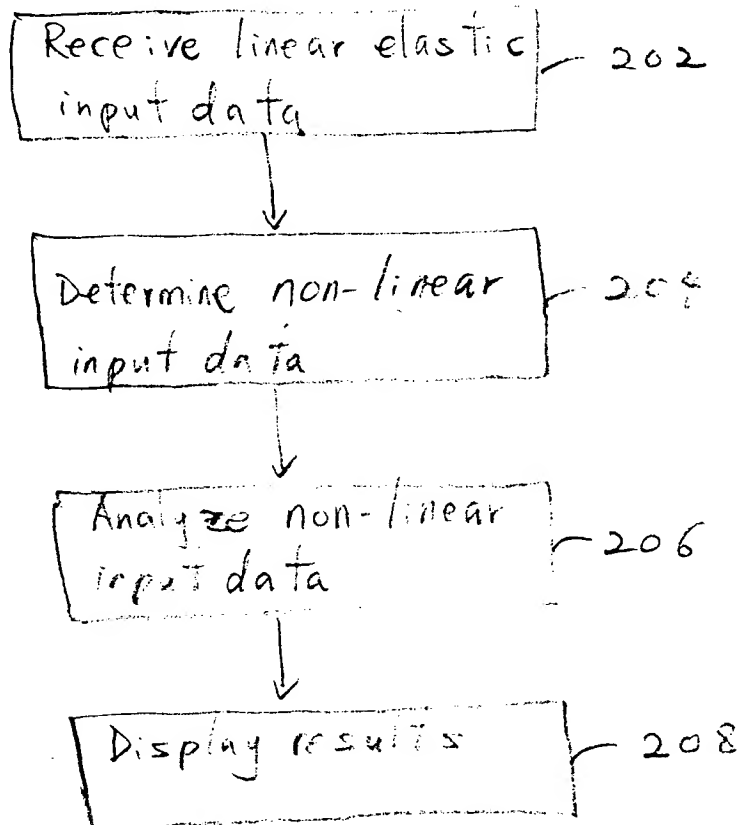 Receive linear elastic
input data
202
Determine non-linear
input data
204
Analyze non-linear
input data
206
Display results
208